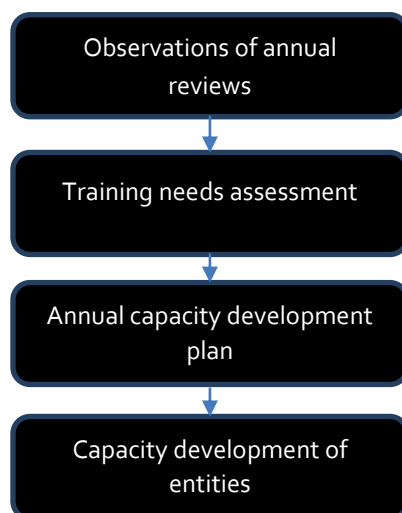 Observations of annual
reviews
Training needs assessment
Annual capacity development
plan
Capacity development of
entities